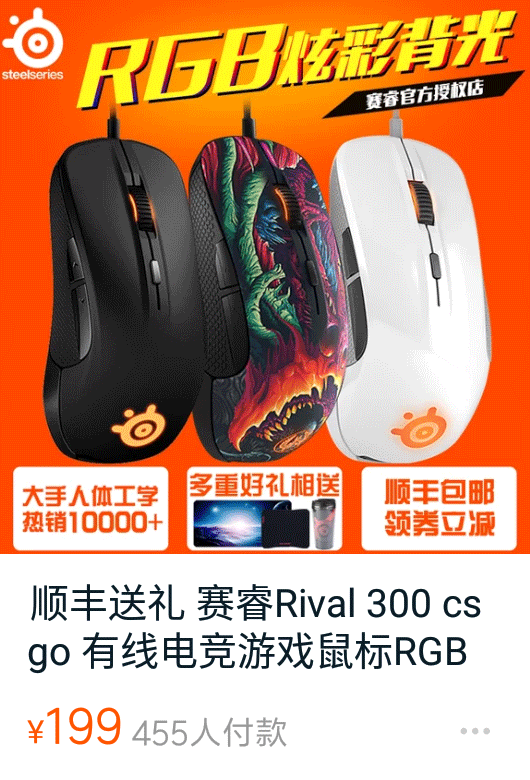 steelseries
RGB炫彩背光
赛睿官方授权店
大手人体工学
热销10000+
多重好礼相送
顺丰包邮
领券立减
顺丰送礼 赛睿Rival 300 cs
go 有线电竞游戏鼠标RGB
¥199 455人付款